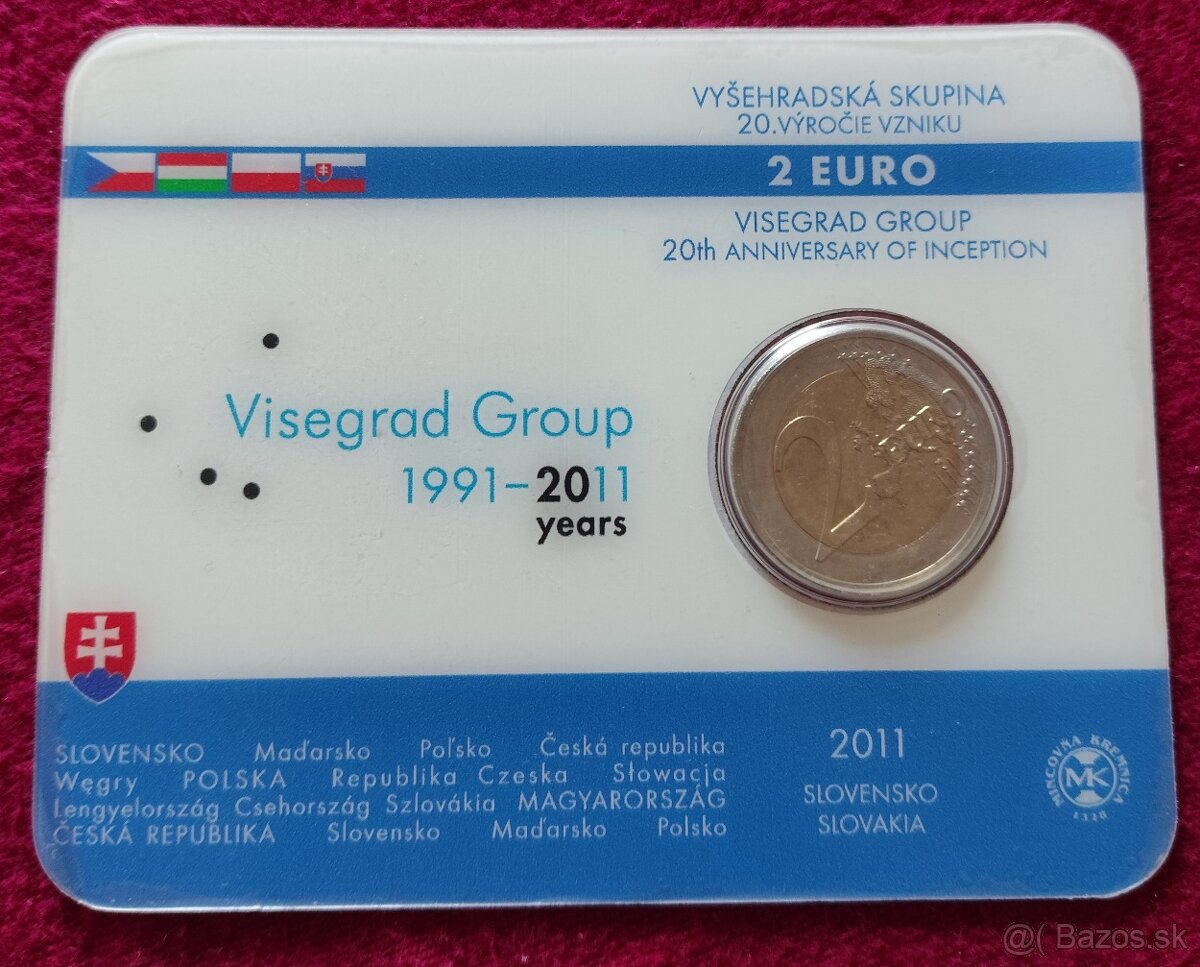 VYŠEHRADSKÁ SKUPINA
20.VÝROČIE VZNIKU
2 EURO
VISEGRAD GROUP
20th ANNIVERSARY OF INCEPTION
Visegrad Group
1991–2011
years
2 EURO
SLOVENSKO Maďarsko Poľsko Česká republika
Węgry POLSKA Republika Czeska Słowacja
Lengyelország Csehország Szlovákia MAGYARORSZÁG
ČESKÁ REPUBLIKA Slovensko Maďarsko Polsko
2011
SLOVENSKO
SLOVAKIA
MINCOVŇA KREMNICA
MK
1328
@( Bazos.sk